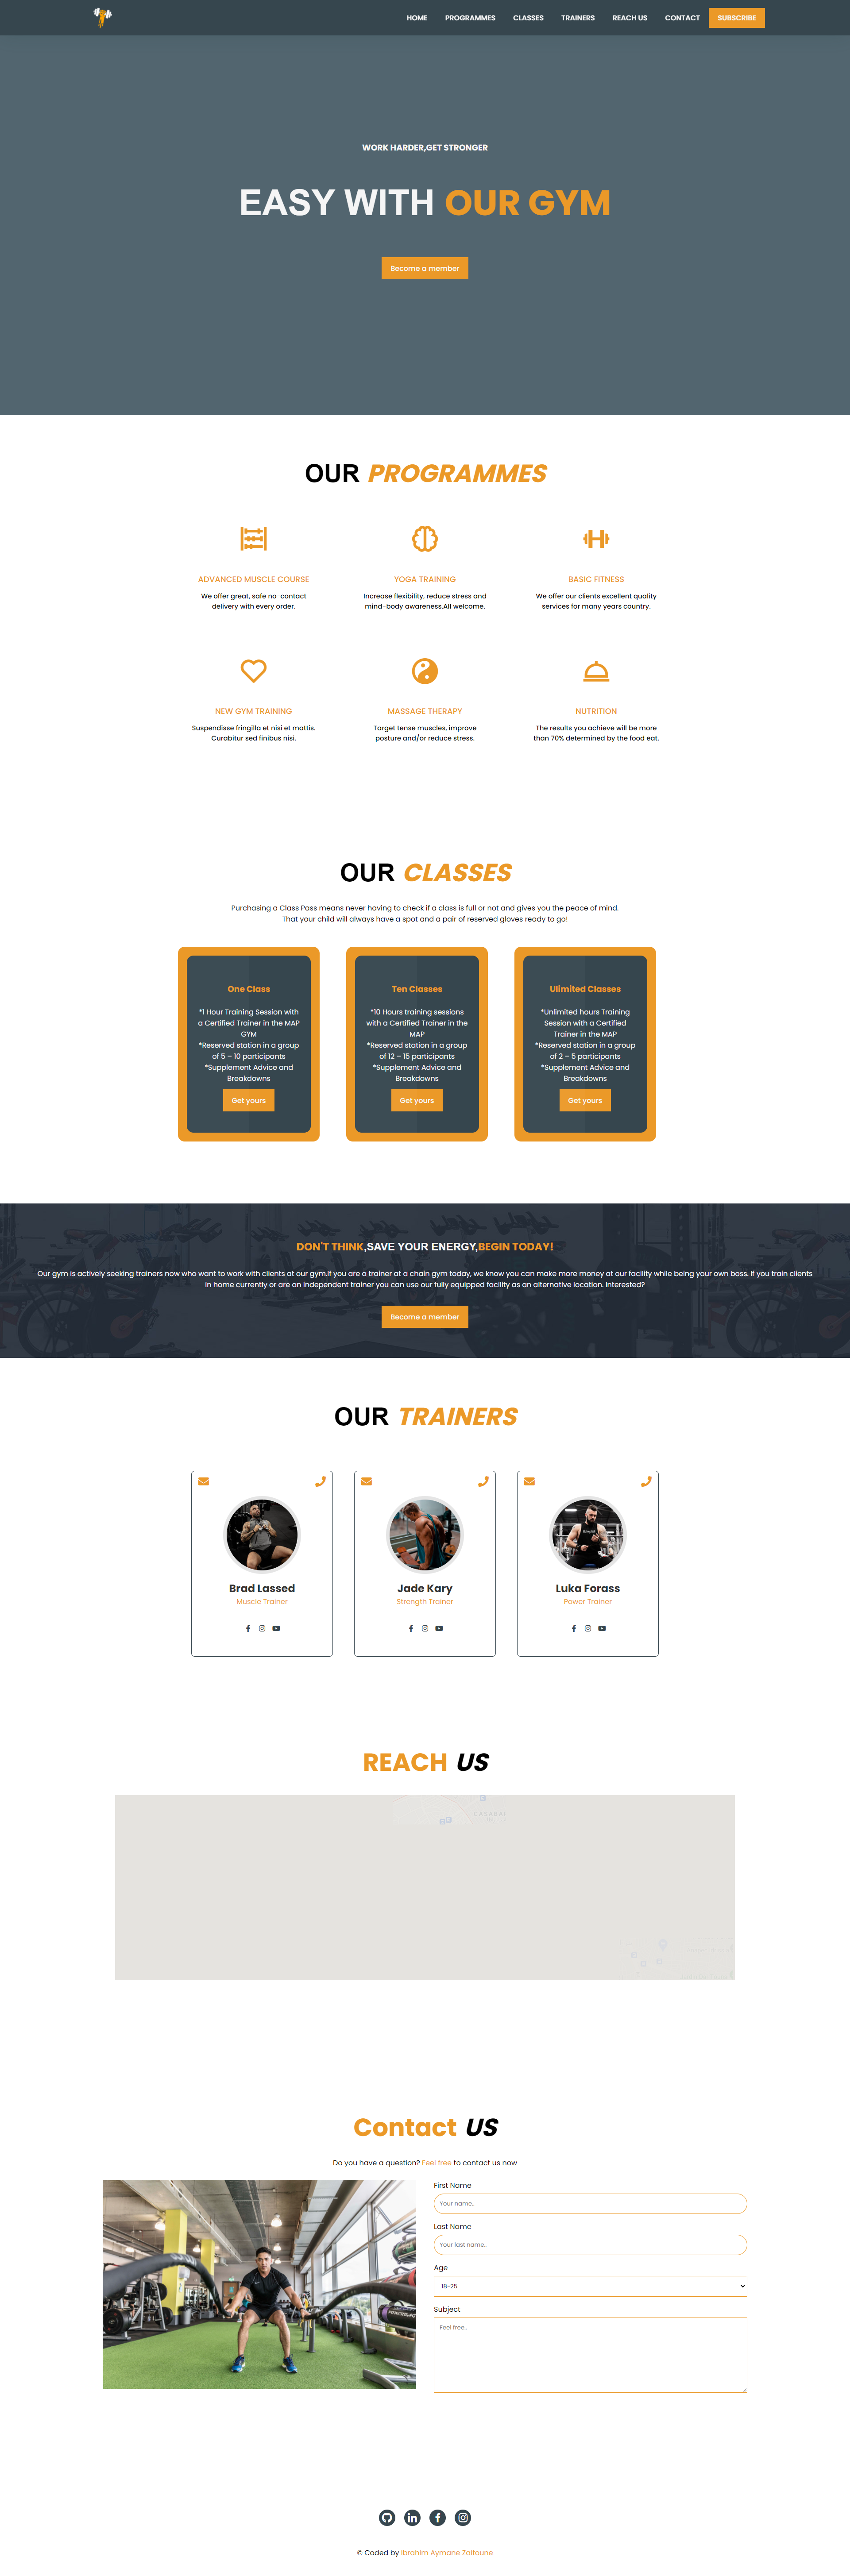 HOME PROGRAMMES CLASSES TRAINERS REACH US CONTACT SUBSCRIBE
WORK HARDER,GET STRONGER
EASY WITH OUR GYM
Become a member
OUR PROGRAMMES
ADVANCED MUSCLE COURSE
We offer great, safe no-contact
delivery with every order.
YOGA TRAINING
Increase flexibility, reduce stress and
mind-body awareness.All welcome.
BASIC FITNESS
We offer our clients excellent quality
services for many years country.
NEW GYM TRAINING
Suspendisse fringilla et nisi et mattis.
Curabitur sed finibus nisi.
MASSAGE THERAPY
Target tense muscles, improve
posture and/or reduce stress.
NUTRITION
The results you achieve will be more
than 70% determined by the food eat.
OUR CLASSES
Purchasing a Class Pass means never having to check if a class is full or not and gives you the peace of mind.
That your child will always have a spot and a pair of reserved gloves ready to go!
One Class
*1 Hour Training Session with
a Certified Trainer in the MAP
GYM
*Reserved station in a group
of 5 – 10 participants
*Supplement Advice and
Breakdowns
Get yours
Ten Classes
*10 Hours training sessions
with a Certified Trainer in the
MAP
*Reserved station in a group
of 12 – 15 participants
*Supplement Advice and
Breakdowns
Get yours
Ulimited Classes
*Unlimited hours Training
Session with a Certified
Trainer in the MAP
*Reserved station in a group
of 2 – 5 participants
*Supplement Advice and
Breakdowns
Get yours
DON'T THINK,SAVE YOUR ENERGY,BEGIN TODAY!
Our gym is actively seeking trainers now who want to work with clients at our gym.If you are a trainer at a chain gym today, we know you can make more money at our facility while being your own boss. If you train clients
in home currently or are an independent trainer you can use our fully equipped facility as an alternative location. Interested?
Become a member
OUR TRAINERS
Brad Lassed
Muscle Trainer
Jade Kary
Strength Trainer
Luka Forass
Power Trainer
REACH US
Contact US
Do you have a question? Feel free to contact us now
First Name
Your name..
Last Name
Your last name..
Age
18-25
Subject
Feel free..
© Coded by Ibrahim Aymane Zaitoune